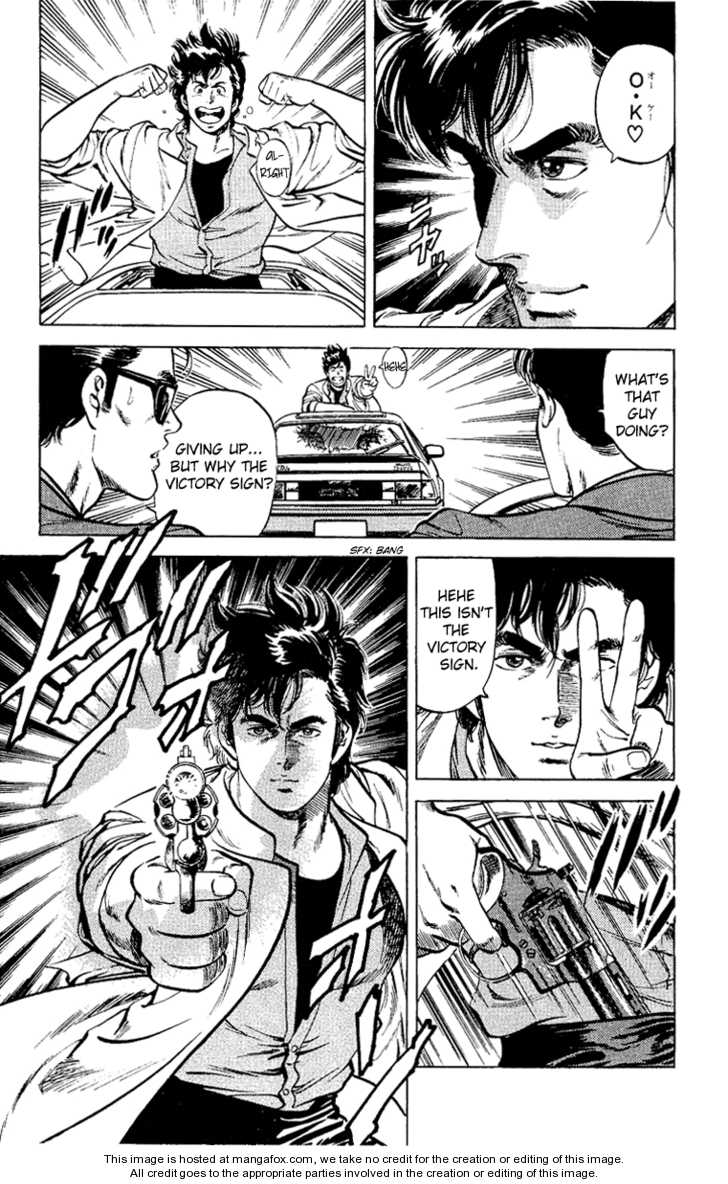 O・K♡
オー ケー
ニヤッ
AL-
RIGHT
WHAT'S
THAT
GUY
DOING?
HEHE
GIVING UP...
BUT WHY THE
VICTORY SIGN?
HEHE
THIS ISN'T
THE
VICTORY
SIGN.
SFX: BANG
This image is hosted at mangafox.com, we take no credit for the creation or editing of this image.
All credit goes to the appropriate parties involved in the creation or editing of this image.